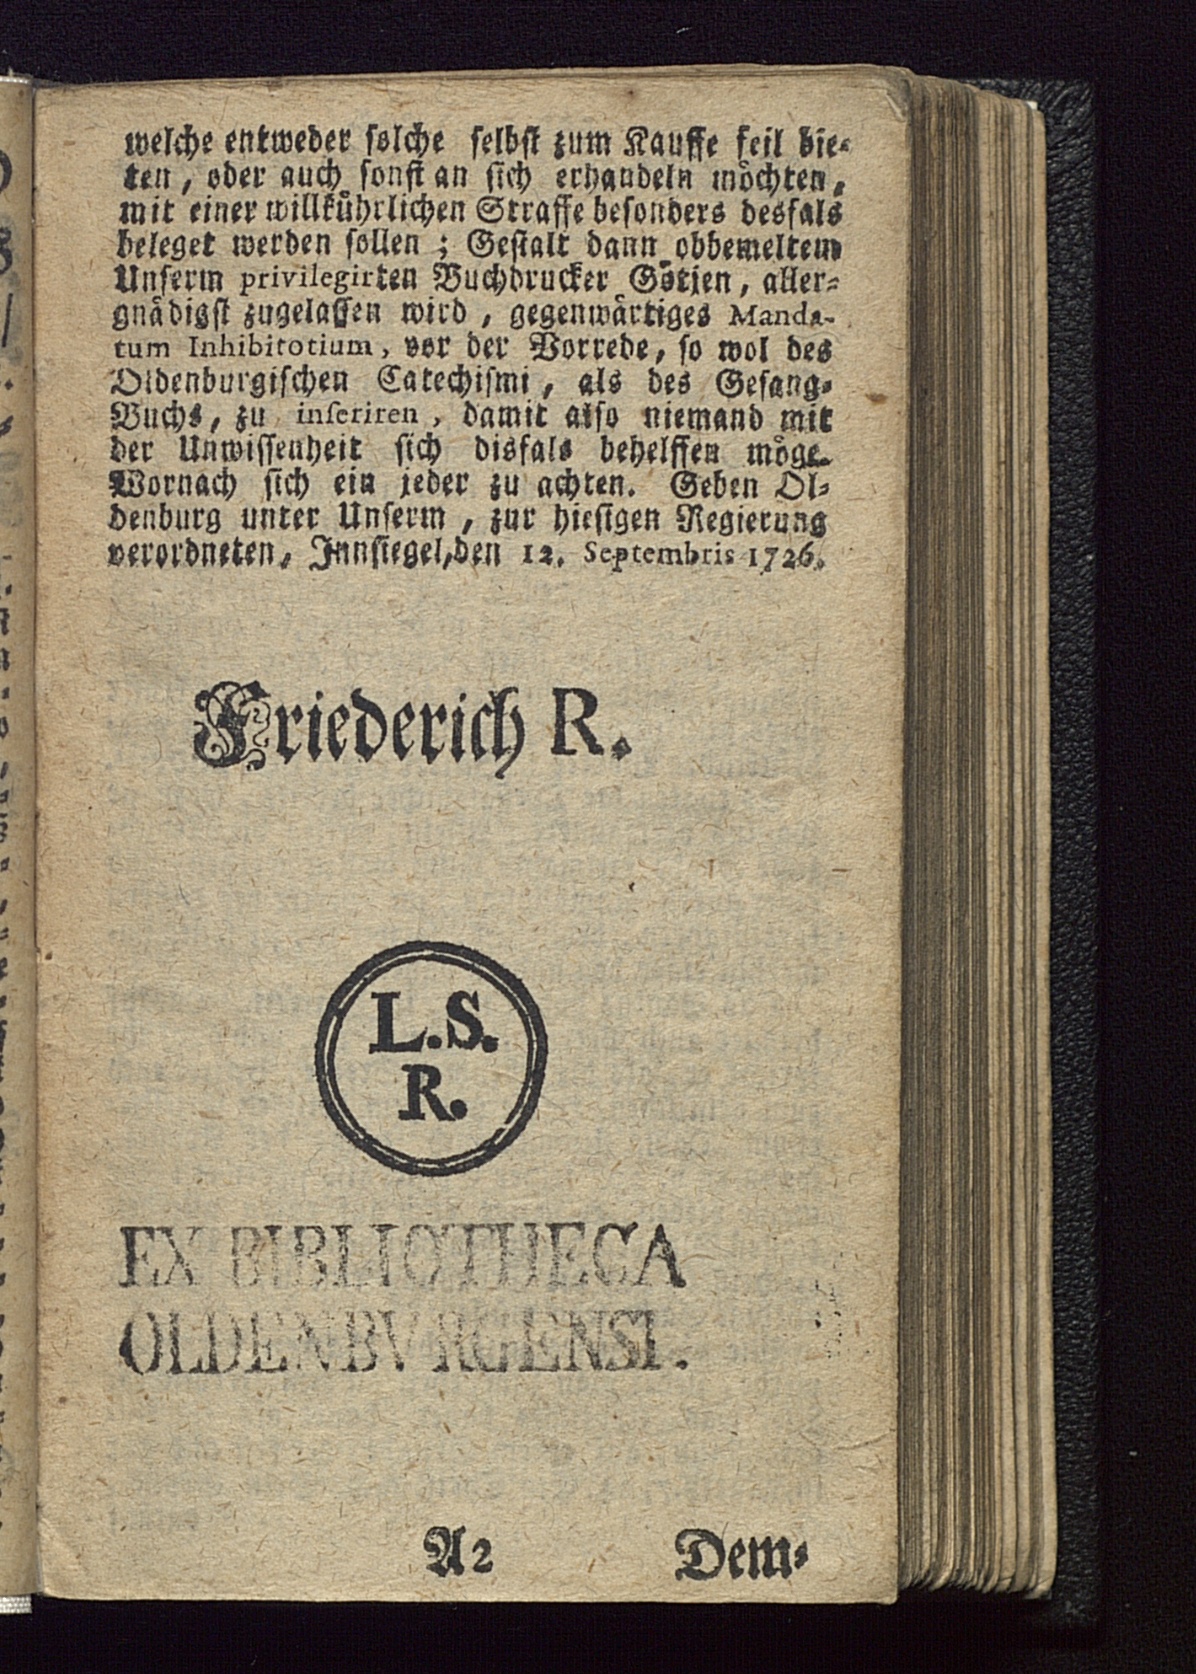 welche entweder solche selbst zum Kauffe feil bie-
ten, oder auch sonst an sich erhandeln möchten,
mit einer willkührlichen Straffe besonders desfals
beleget werden sollen; Gestalt dann obbemeltem
Unserm privilegirten Buchdrucker Götjen, aller-
gnädigst zugelassen wird, gegenwärtiges Manda-
tum Inhibitotium, vor der Vorrede, so wol des
Oldenburgischen Catechismi, als des Gesang-
Buchs, zu inseriren, damit also niemand mit
der Unwissenheit sich disfals behelffen möge.
Wornach sich ein jeder zu achten. Geben Ol-
denburg unter Unserm, zur hiesigen Regierung
verordneten, Innsiegel, den 12. Septembris 1726.
Friederich R.
L.S.
R.
EX BIBLIOTHECA
OLDENBVRGENSI.
A2 Dem-